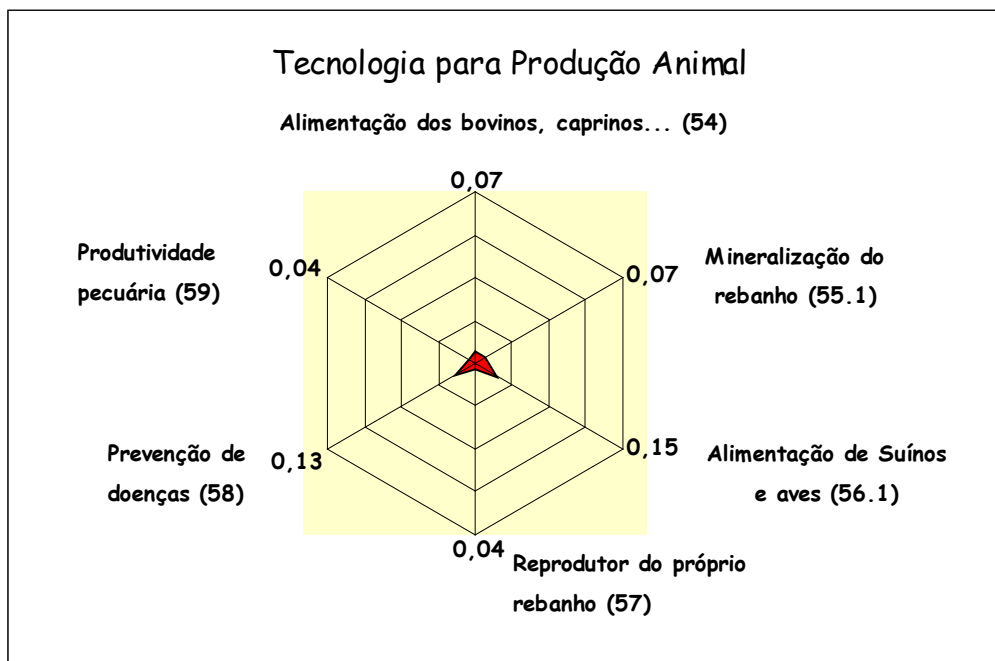 Tecnologia para Produção Animal
Alimentação dos bovinos, caprinos... (54)
0,07
Mineralização do
rebanho (55.1)
0,07
Alimentação de Suínos
e aves (56.1)
0,15
Reprodutor do próprio
rebanho (57)
0,04
Prevenção de
doenças (58)
0,13
Produtividade
pecuária (59)
0,04